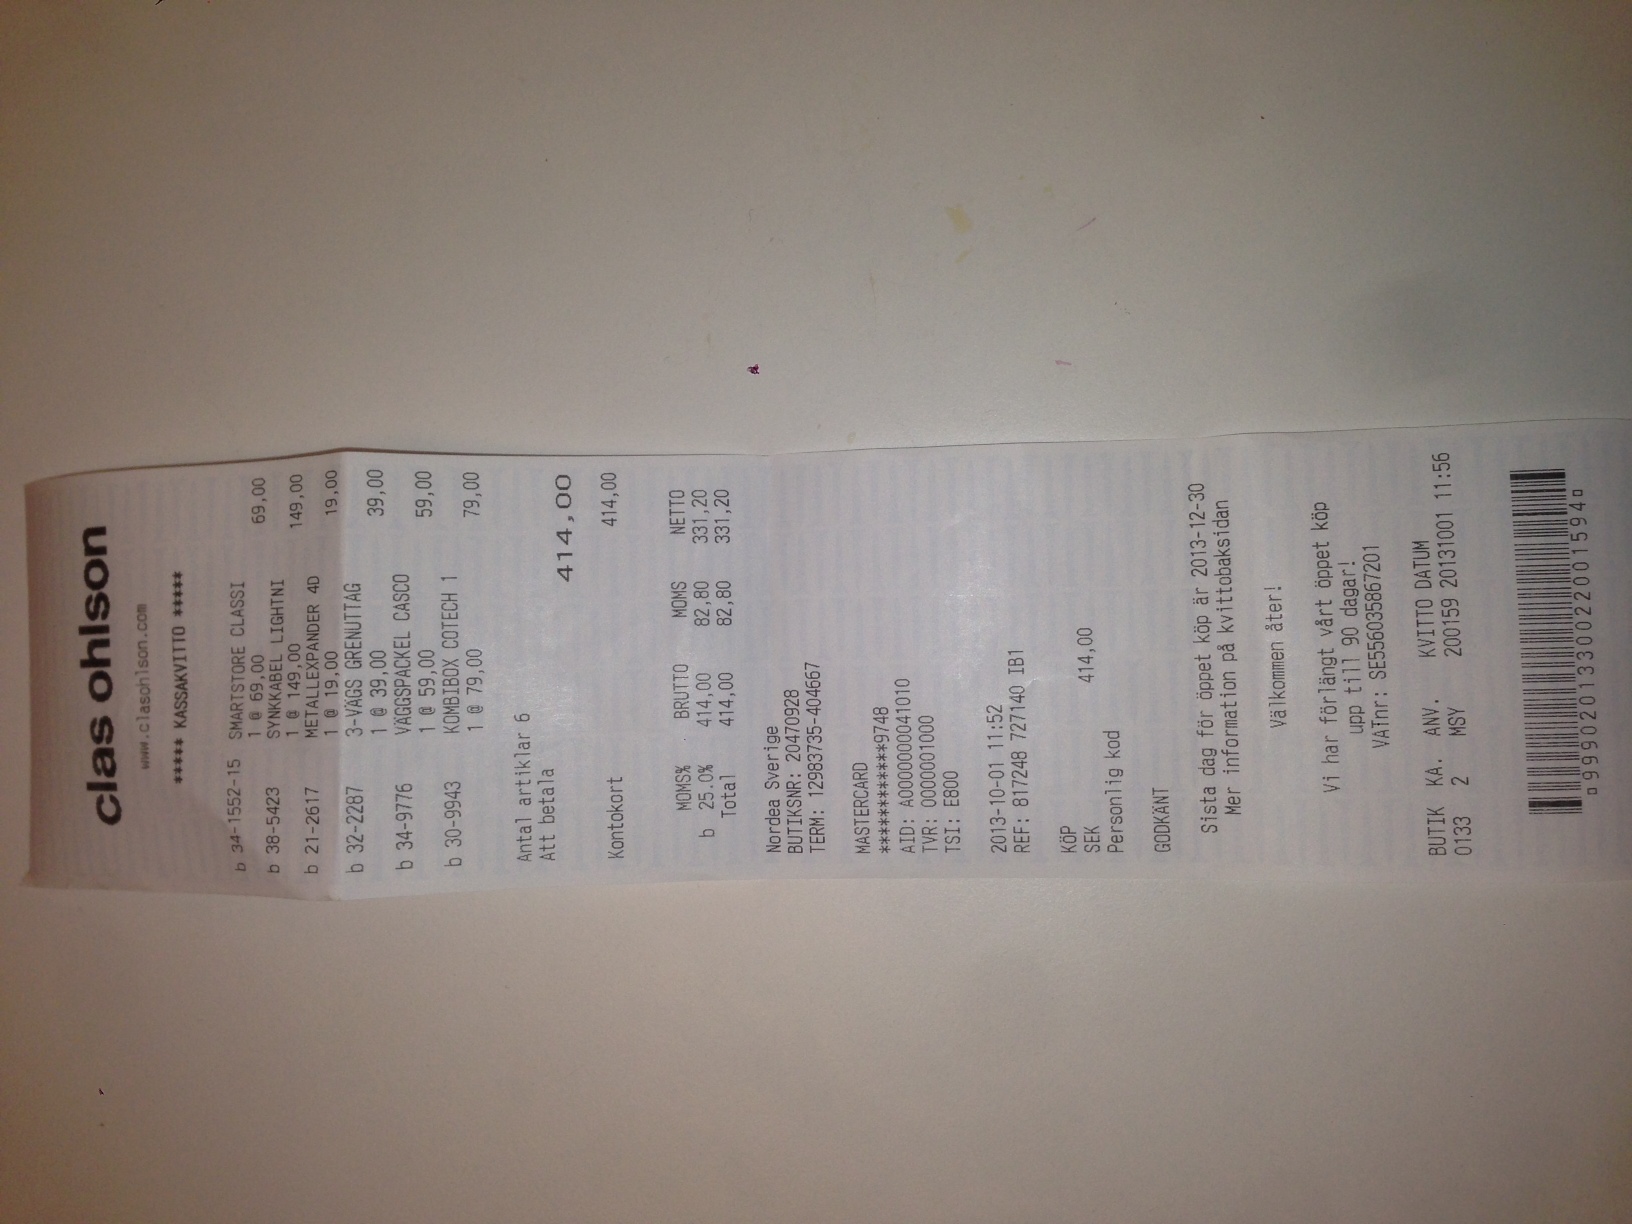 clas ohlson
www.clasohlson.com
***** KASSAKVITTO *****
b 34-1552-15 SMARTSTORE CLASSI
1 @ 69,00 69,00
b 38-5423 SYNKKABEL LIGHTNI
1 @ 149,00 149,00
b 21-2617 METALLEXPANDER 4D
1 @ 19,00 19,00
b 32-2287 3-VÄGS GRENUTTAG
1 @ 39,00 39,00
b 34-9776 VÄGGSPACKEL CASCO
1 @ 59,00 59,00
b 30-9943 KOMBIBOX COTECH 1
1 @ 79,00 79,00
Antal artiklar 6
Att betala
414,00
Kontokort 414,00
MOMS% BRUTTO MOMS NETTO
b 25.0% 414,00 82,80 331,20
Total 414,00 82,80 331,20
Nordea Sverige
BUTIKSNR: 20470928
TERM: 12983735-404667
MASTERCARD
************9748
AID: A0000000041010
TVR: 0000001000
TSI: E800
2013-10-01 11:52
REF: 817248 727140 IB1
KÖP
SEK 414,00
Personlig kod
GODKÄNT
Sista dag för öppet köp är 2013-12-30
Mer information på kvittobaksidan
Välkommen åter!
Vi har förlängt vårt öppet köp
upp till 90 dagar!
VATnr: SE556035867201
BUTIK KA. ANV. KVITTO DATUM
0133 2 MSY 200159 20131001 11:56
¤9990201330022001594¤